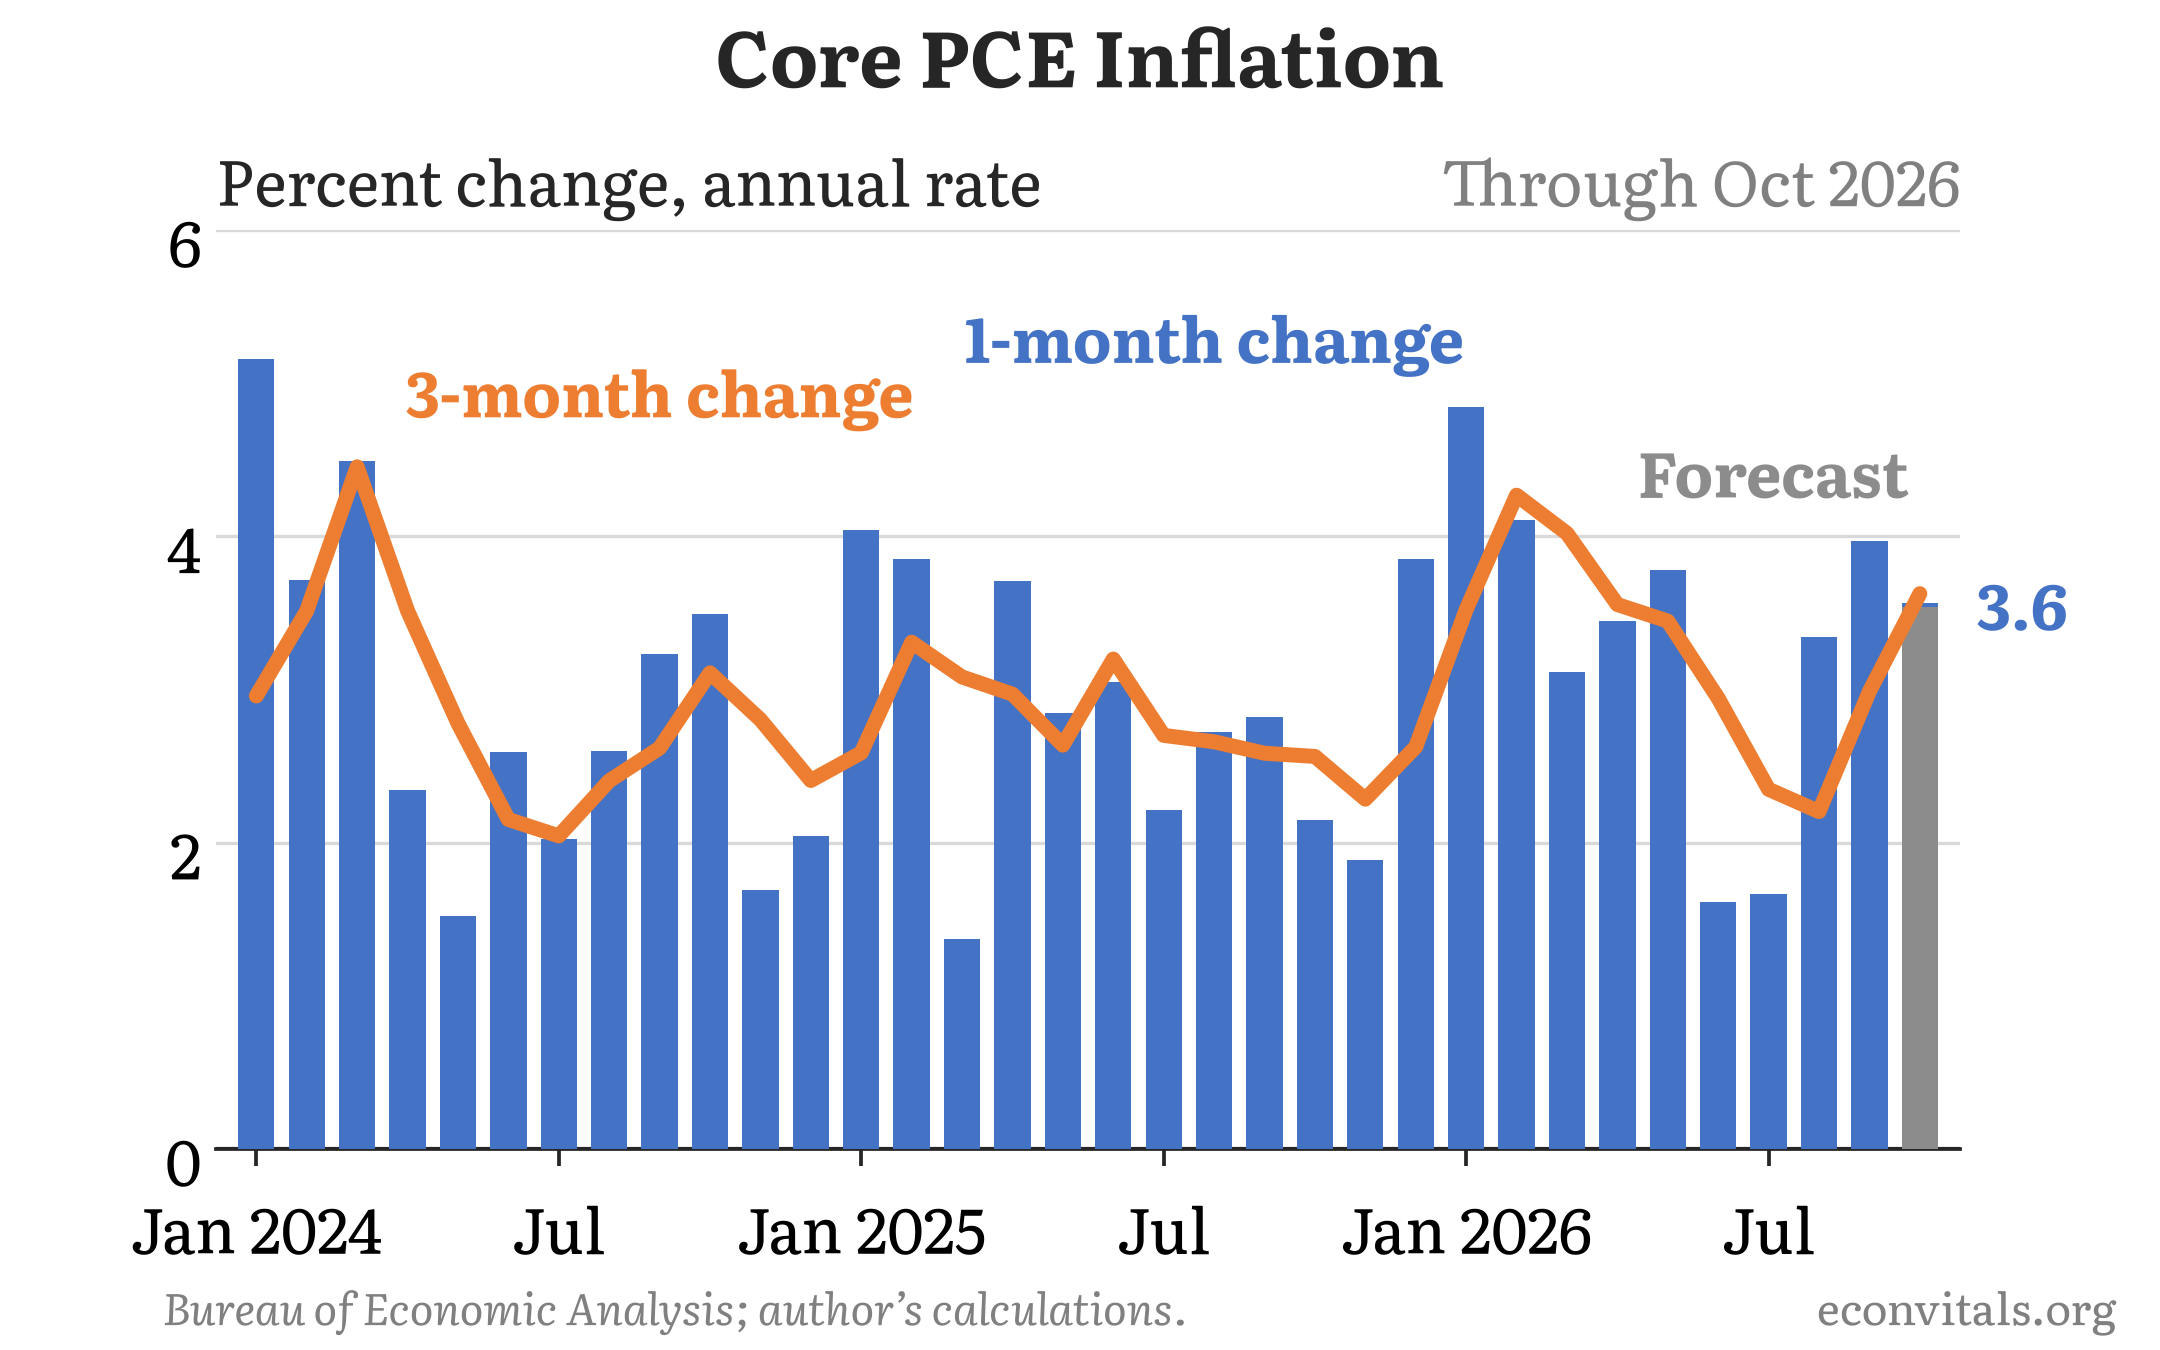 Core PCE Inflation
Percent change, annual rate
Through Oct 2026
6
1-month change
3-month change
Forecast
4
3.6
2
0
Jan 2024
Jul
Jan 2025
Jul
Jan 2026
Jul
Bureau of Economic Analysis; author’s calculations.
econvitals.org